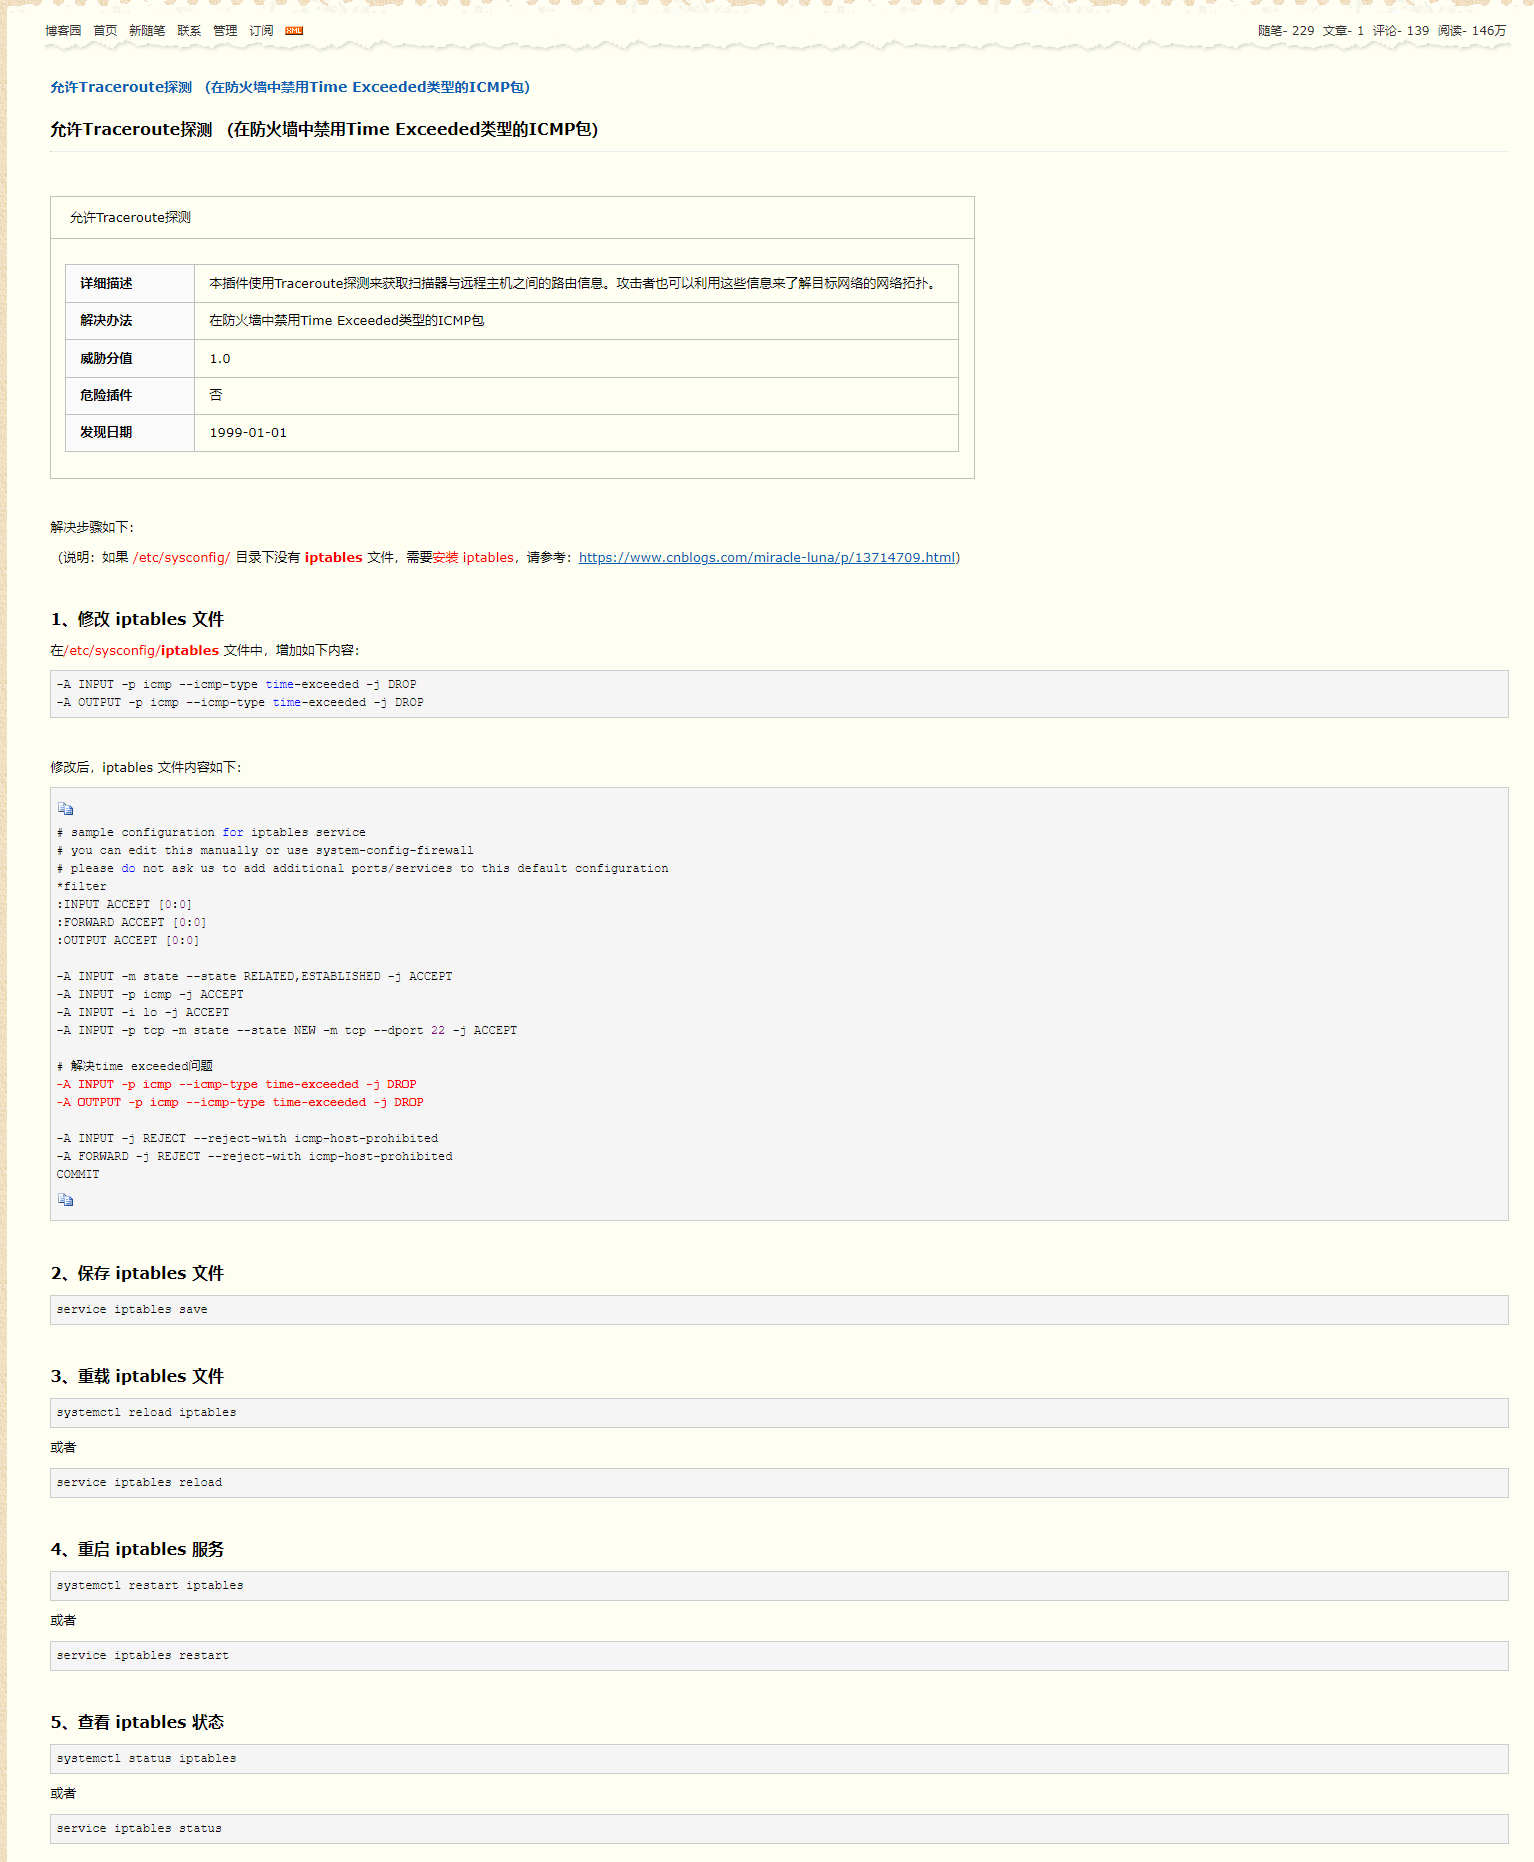 博客园 首页 新随笔 联系 管理 订阅 XML
随笔- 229 文章- 1 评论- 139 阅读- 146万
允许Traceroute探测 （在防火墙中禁用Time Exceeded类型的ICMP包)
允许Traceroute探测 （在防火墙中禁用Time Exceeded类型的ICMP包)
允许Traceroute探测
详细描述 本插件使用Traceroute探测来获取扫描器与远程主机之间的路由信息。攻击者也可以利用这些信息来了解目标网络的网络拓扑。
解决办法 在防火墙中禁用Time Exceeded类型的ICMP包
威胁分值 1.0
危险插件 否
发现日期 1999-01-01
解决步骤如下：
（说明：如果 /etc/sysconfig/ 目录下没有 iptables 文件，需要安装 iptables，请参考：https://www.cnblogs.com/miracle-luna/p/13714709.html）
1、修改 iptables 文件
在/etc/sysconfig/iptables 文件中，增加如下内容：
-A INPUT -p icmp --icmp-type time-exceeded -j DROP
-A OUTPUT -p icmp --icmp-type time-exceeded -j DROP
修改后，iptables 文件内容如下：
# sample configuration for iptables service
# you can edit this manually or use system-config-firewall
# please do not ask us to add additional ports/services to this default configuration
*filter
:INPUT ACCEPT [0:0]
:FORWARD ACCEPT [0:0]
:OUTPUT ACCEPT [0:0]
-A INPUT -m state --state RELATED,ESTABLISHED -j ACCEPT
-A INPUT -p icmp -j ACCEPT
-A INPUT -i lo -j ACCEPT
-A INPUT -p tcp -m state --state NEW -m tcp --dport 22 -j ACCEPT
# 解决time exceeded问题
-A INPUT -p icmp --icmp-type time-exceeded -j DROP
-A OUTPUT -p icmp --icmp-type time-exceeded -j DROP
-A INPUT -j REJECT --reject-with icmp-host-prohibited
-A FORWARD -j REJECT --reject-with icmp-host-prohibited
COMMIT
2、保存 iptables 文件
service iptables save
3、重载 iptables 文件
systemctl reload iptables
或者
service iptables reload
4、重启 iptables 服务
systemctl restart iptables
或者
service iptables restart
5、查看 iptables 状态
systemctl status iptables
或者
service iptables status